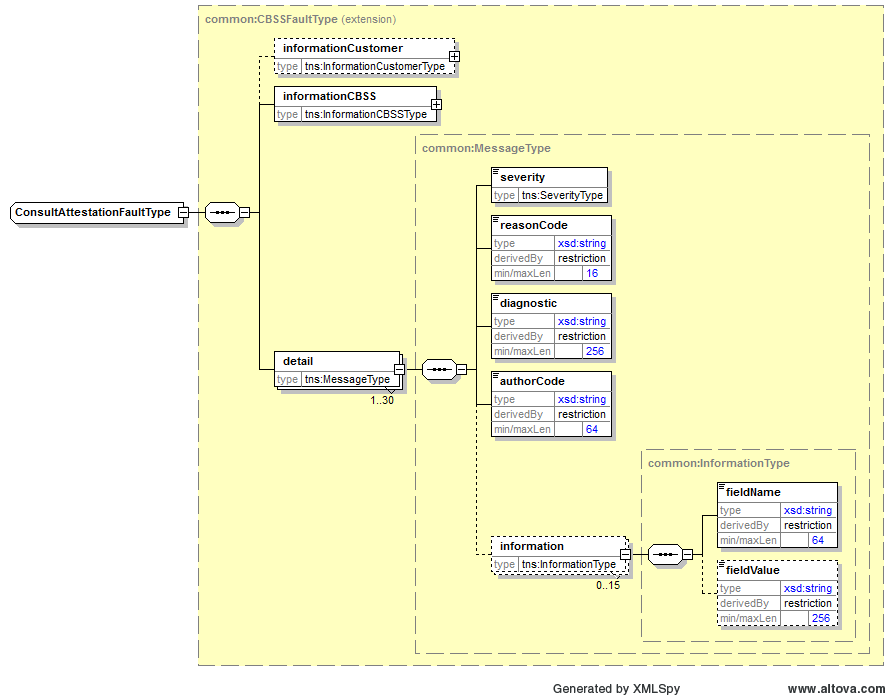 common:CBSSFaultType (extension)
informationCustomer
type tns:InformationCustomerType
informationCBSS
type tns:InformationCBSSType
common:MessageType
severity
type tns:SeverityType
ConsultAttestationFaultType
reasonCode
type xsd:string
derivedBy restriction
min/maxLen 16
diagnostic
type xsd:string
derivedBy restriction
min/maxLen 256
detail
type tns:MessageType
1..30
authorCode
type xsd:string
derivedBy restriction
min/maxLen 64
common:InformationType
fieldName
type xsd:string
derivedBy restriction
min/maxLen 64
information
type tns:InformationType
0..15
fieldValue
type xsd:string
derivedBy restriction
min/maxLen 256
Generated by XMLSpy
www.altova.com